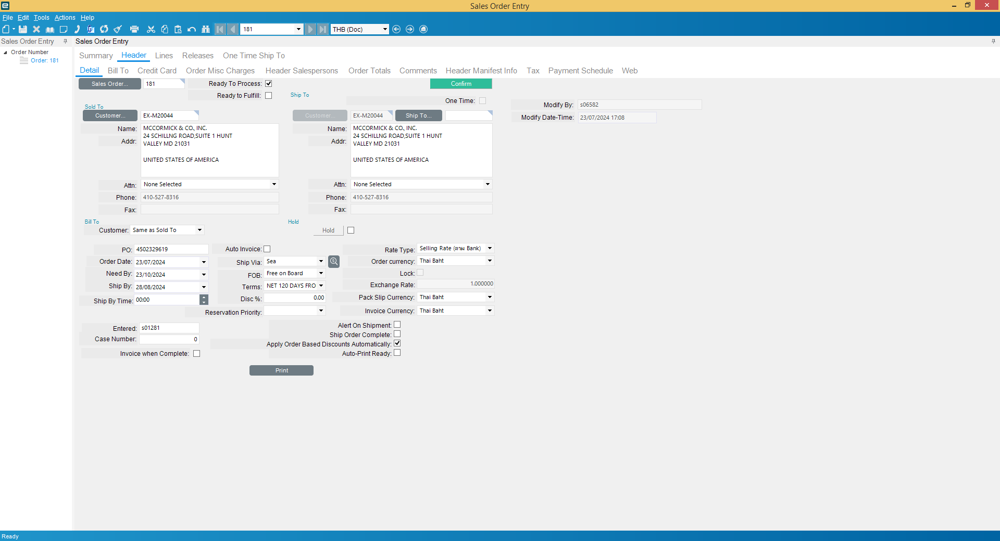 Sales Order Entry
File Edit Tools Actions Help
181
THB (Doc)
Sales Order Entry
Sales Order Entry
Order Number
Order: 181
Summary Header Lines Releases One Time Ship To
Detail Bill To Credit Card Order Misc Charges Header Salespersons Order Totals Comments Header Manifest Info Tax Payment Schedule Web
Sales Order... 181 Ready To Process: Confirm
Ready to Fulfill:
Ship To
One Time:
Sold To
Customer... EX-M20044
Customer... EX-M20044 Ship To...
Modify By: s06582
Modify Date-Time: 23/07/2024 17:08
Name: MCCORMICK & CO., INC.
Addr: 24 SCHILLNG ROAD,SUITE 1 HUNT
VALLEY MD 21031
UNITED STATES OF AMERICA
Name: MCCORMICK & CO., INC.
Addr: 24 SCHILLNG ROAD,SUITE 1 HUNT
VALLEY MD 21031
UNITED STATES OF AMERICA
Attn: None Selected
Phone: 410-527-8316
Fax:
Attn: None Selected
Phone: 410-527-8316
Fax:
Bill To
Customer: Same as Sold To
Hold
Hold
PO: 4502329619
Order Date: 23/07/2024
Need By: 23/10/2024
Ship By: 28/08/2024
Ship By Time: 00:00
Auto Invoice:
Ship Via: Sea
FOB: Free on Board
Terms: NET 120 DAYS FRO
Disc %: 0.00
Reservation Priority:
Rate Type: Selling Rate (ตาม Bank)
Order currency: Thai Baht
Lock:
Exchange Rate: 1.000000
Pack Slip Currency: Thai Baht
Invoice Currency: Thai Baht
Entered: s01281
Case Number: 0
Invoice when Complete:
Alert On Shipment:
Ship Order Complete:
Apply Order Based Discounts Automatically:
Auto-Print Ready:
Print
Ready